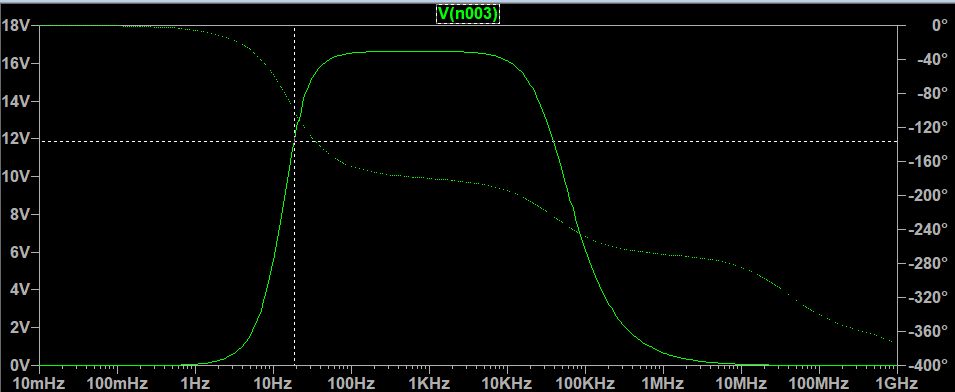 V(n003)
18V
16V
14V
12V
10V
8V
6V
4V
2V
0V
0°
-40°
-80°
-120°
-160°
-200°
-240°
-280°
-320°
-360°
-400°
10mHz 100mHz 1Hz 10Hz 100Hz 1KHz 10KHz 100KHz 1MHz 10MHz 100MHz 1GHz